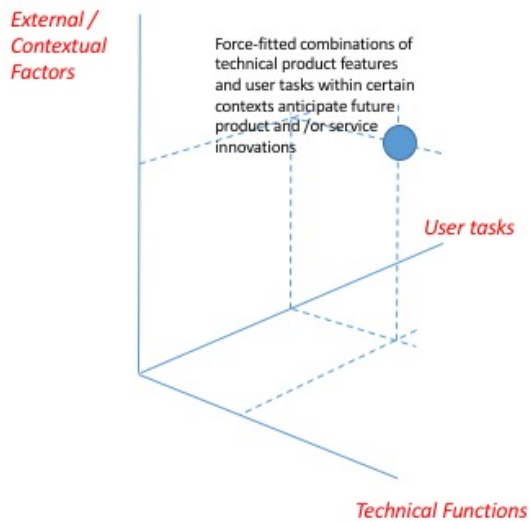 External /
Contextual
Factors
Force-fitted combinations of
technical product features
and user tasks within certain
contexts anticipate future
product and /or service
innovations
User tasks
Technical Functions